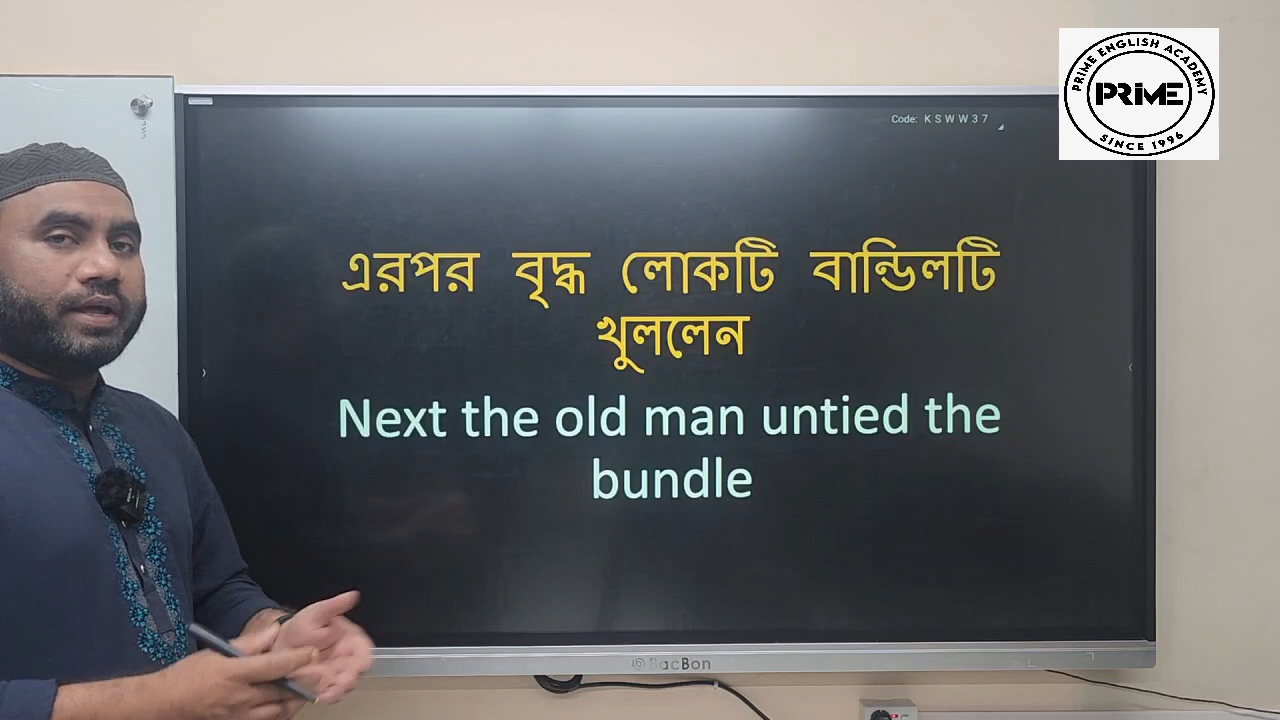 PRIME ENGLISH ACADEMY
PRIME
SINCE 1996
Code: K S W W 3 7
এরপর বৃদ্ধ লোকটি বান্ডিলটি
খুললেন
Next the old man untied the
bundle
BacBon